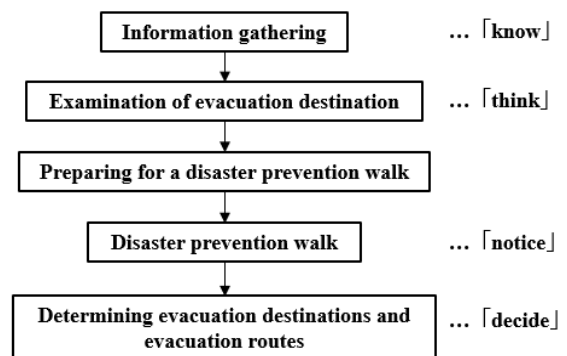 Information gathering … 「know」
Examination of evacuation destination … 「think」
Preparing for a disaster prevention walk
Disaster prevention walk … 「notice」
Determining evacuation destinations and … 「decide」
evacuation routes